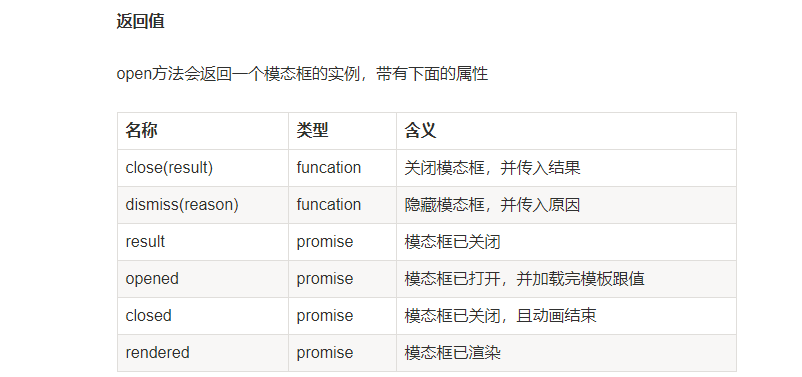 返回值
open方法会返回一个模态框的实例，带有下面的属性
名称 类型 含义
close(result) funcation 关闭模态框，并传入结果
dismiss(reason) funcation 隐藏模态框，并传入原因
result promise 模态框已关闭
opened promise 模态框已打开，并加载完模板跟值
closed promise 模态框已关闭，且动画结束
rendered promise 模态框已渲染